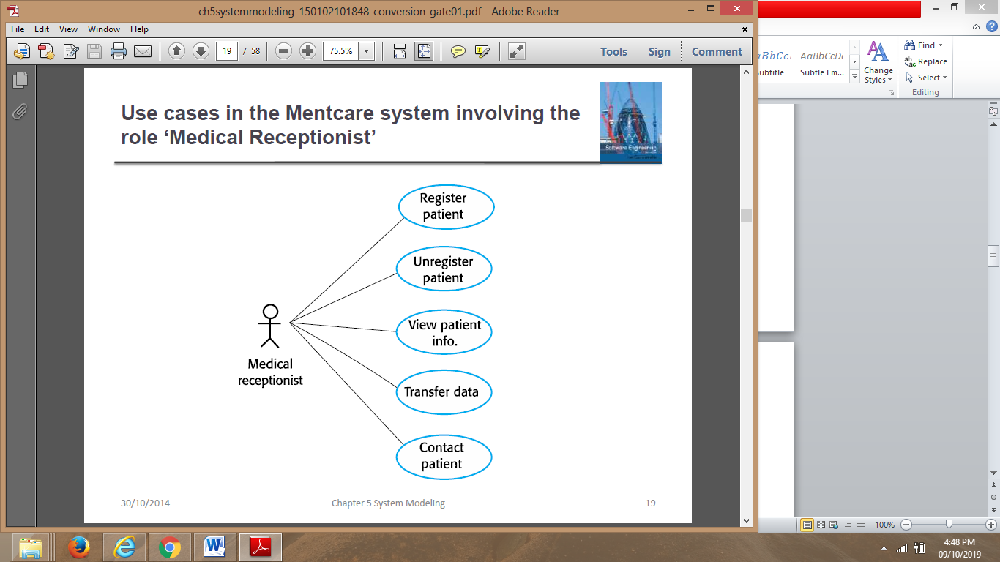 ch5systemmodeling-150102101848-conversion-gate01.pdf - Adobe Reader
File Edit View Window Help
19 / 58
75.5%
Tools Sign Comment
Use cases in the Mentcare system involving the
role ‘Medical Receptionist’
Software Engineering
Register
patient
Unregister
patient
View patient
info.
Transfer data
Contact
patient
Medical
receptionist
30/10/2014
Chapter 5 System Modeling
19
aBbCc. AaBbCcDc
ubtitle Subtle Em...
Change
Styles
Find
Replace
Select
Editing
100%
4:48 PM
09/10/2019